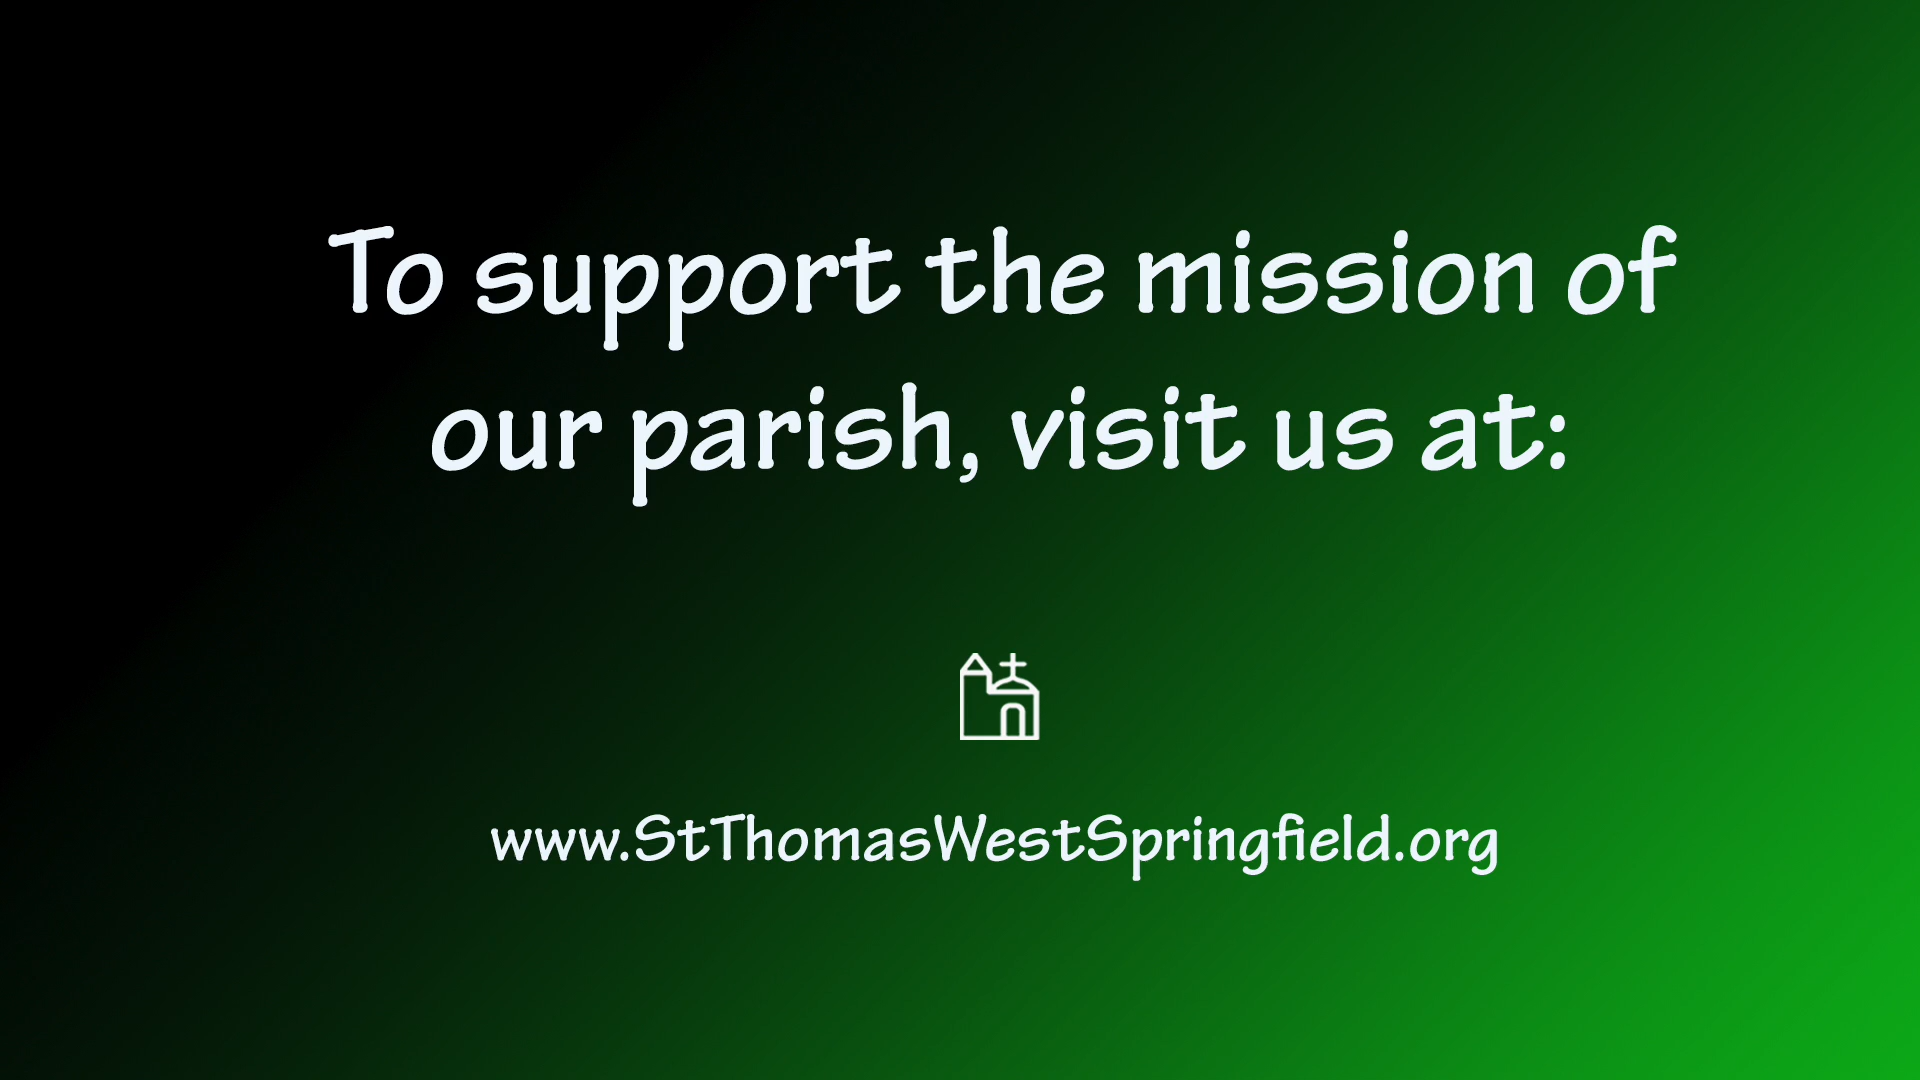 To support the mission of
our parish, visit us at:
www.StThomasWestSpringfield.org